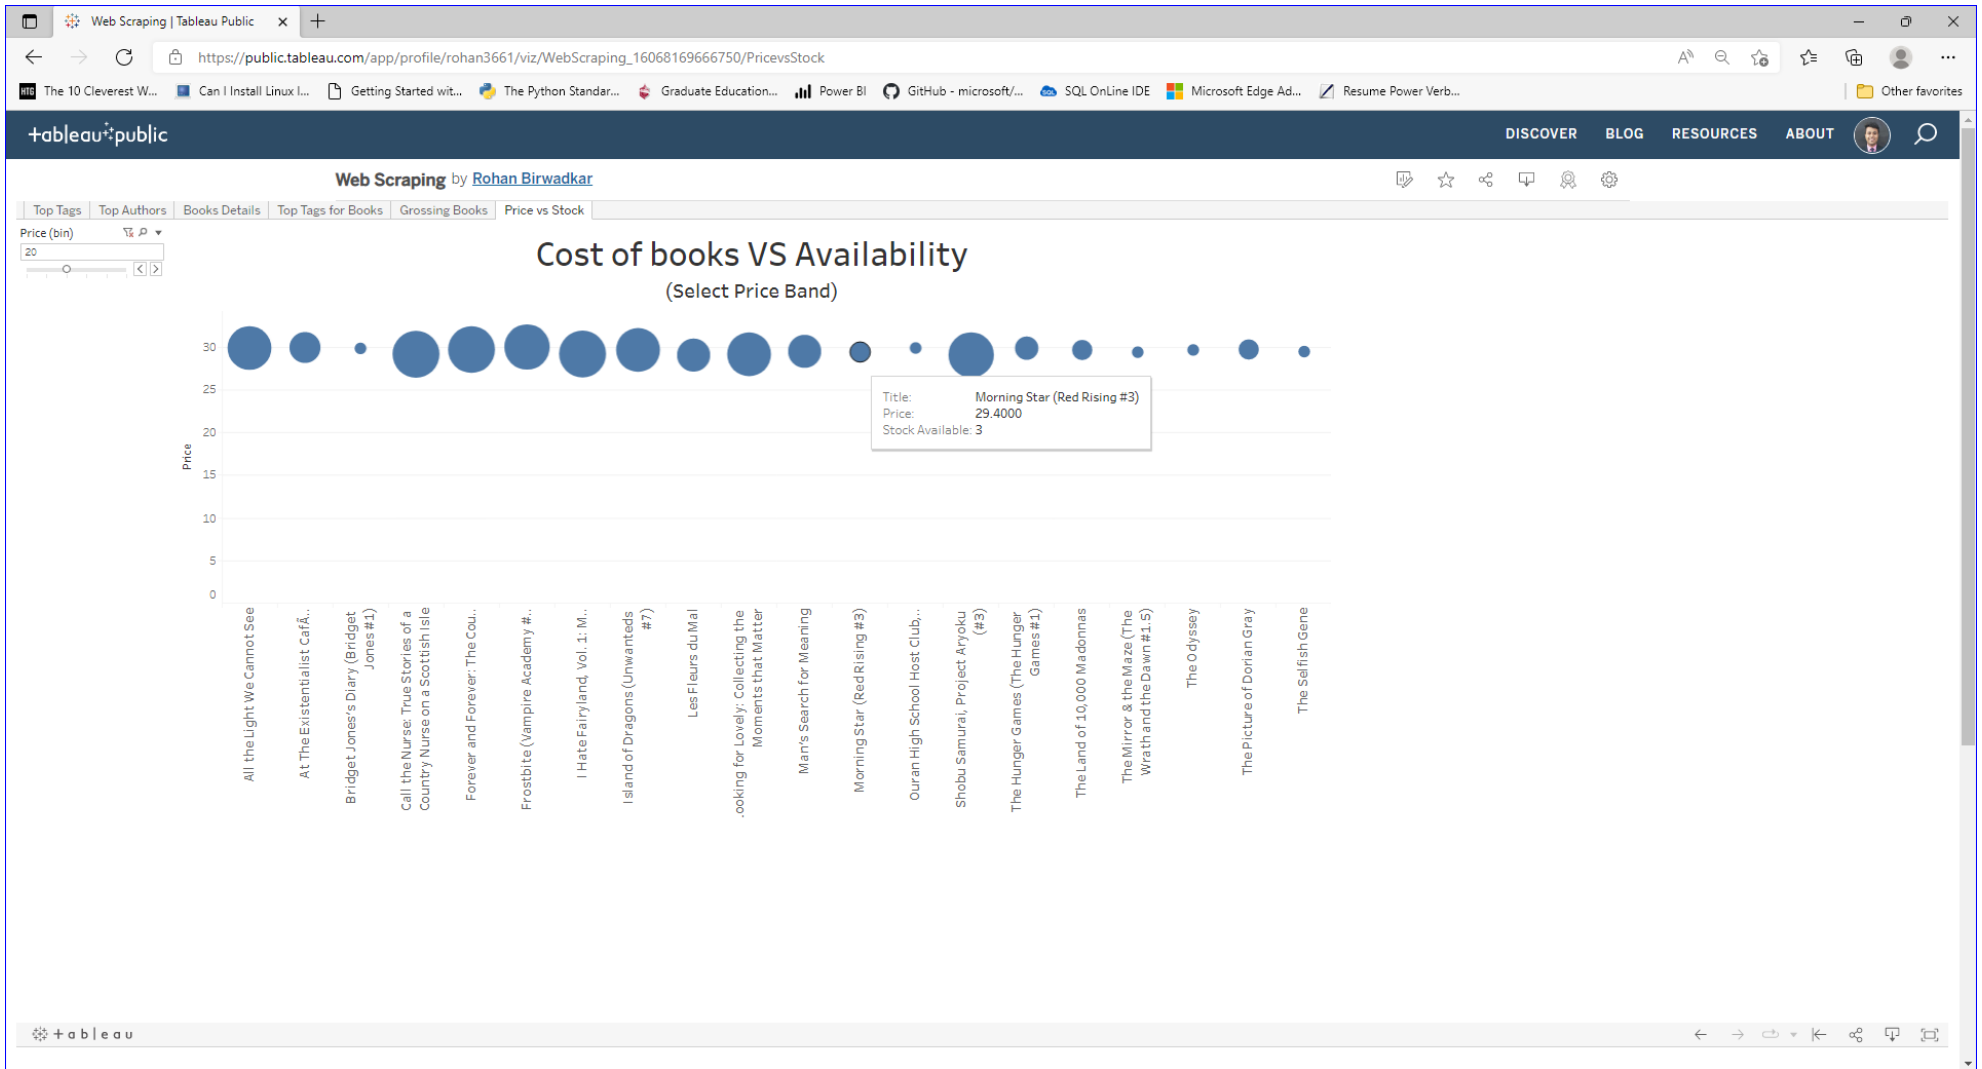 Web Scraping | Tableau Public
https://public.tableau.com/app/profile/rohan3661/viz/WebScraping_16068169666750/PricevsStock
HTG The 10 Cleverest W... Can I Install Linux I... Getting Started wit... The Python Standar... Graduate Education... Power BI GitHub - microsoft/... SQL OnLine IDE Microsoft Edge Ad... Resume Power Verb... Other favorites
+ableau public DISCOVER BLOG RESOURCES ABOUT
Web Scraping by Rohan Birwadkar
Top Tags Top Authors Books Details Top Tags for Books Grossing Books Price vs Stock
Price (bin)
20
Cost of books VS Availability
(Select Price Band)
30
25
20
15
10
5
0
Price
Title: Morning Star (Red Rising #3)
Price: 29.4000
Stock Available: 3
All the Light We Cannot See
At The Existentialist CafÃ..
Bridget Jones's Diary (Bridget
Jones #1)
Call the Nurse: True Stories of a
Country Nurse on a Scottish Isle
Forever and Forever: The Cou..
Frostbite (Vampire Academy #..
I Hate Fairyland, Vol. 1: M..
Island of Dragons (Unwanteds
#7)
Les Fleurs du Mal
ooking for Lovely: Collecting the
Moments that Matter
Man's Search for Meaning
Morning Star (Red Rising #3)
Ouran High School Host Club,..
Shobu Samurai, Project Aryoku
(#3)
The Hunger Games (The Hunger
Games #1)
The Land of 10,000 Madonnas
The Mirror & the Maze (The
Wrath and the Dawn #1.5)
The Odyssey
The Picture of Dorian Gray
The Selfish Gene
+ableau